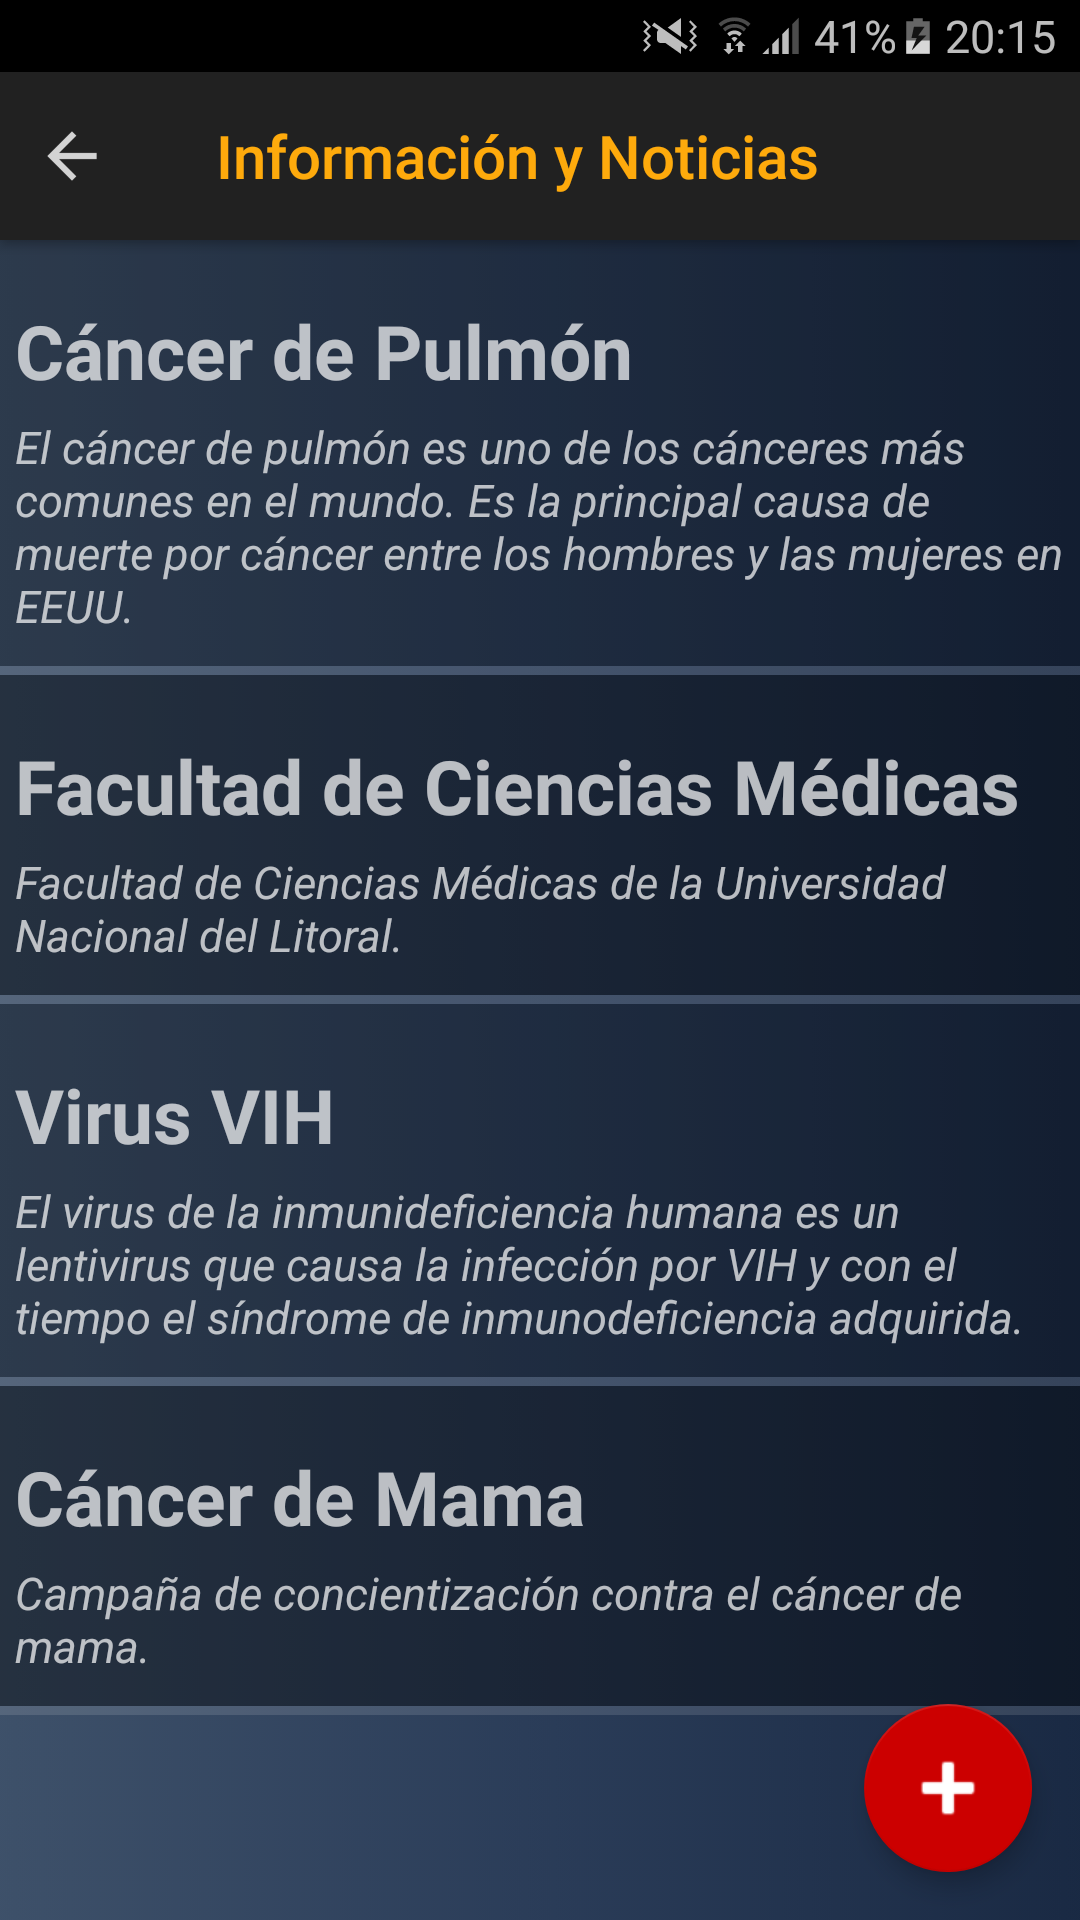 41% 20:15
Información y Noticias
Cáncer de Pulmón
El cáncer de pulmón es uno de los cánceres más
comunes en el mundo. Es la principal causa de
muerte por cáncer entre los hombres y las mujeres en
EEUU.
Facultad de Ciencias Médicas
Facultad de Ciencias Médicas de la Universidad
Nacional del Litoral.
Virus VIH
El virus de la inmunideficiencia humana es un
lentivirus que causa la infección por VIH y con el
tiempo el síndrome de inmunodeficiencia adquirida.
Cáncer de Mama
Campaña de concientización contra el cáncer de
mama.